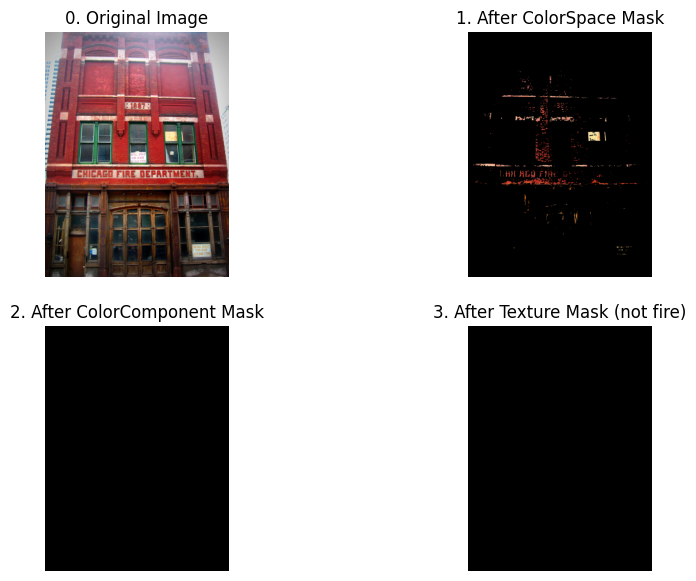 0. Original Image
1. After ColorSpace Mask
1887
CHICAGO FIRE DEPARTMENT.
2. After ColorComponent Mask
3. After Texture Mask (not fire)